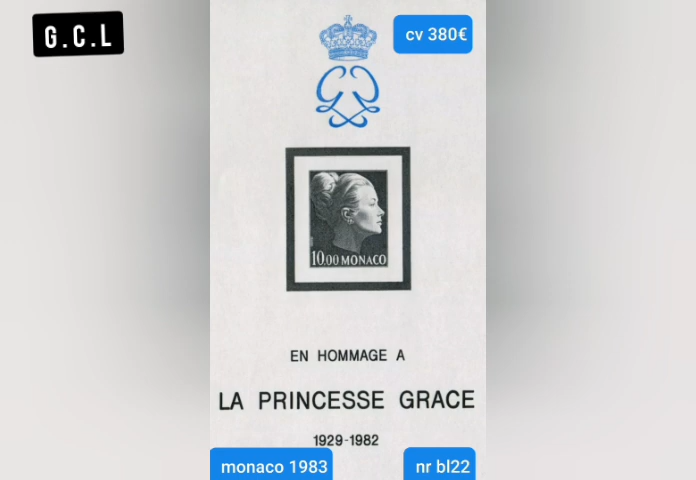 G.C.L
cv 380€
10.00 MONACO
EN HOMMAGE A
LA PRINCESSE GRACE
1929-1982
monaco 1983
nr bl22